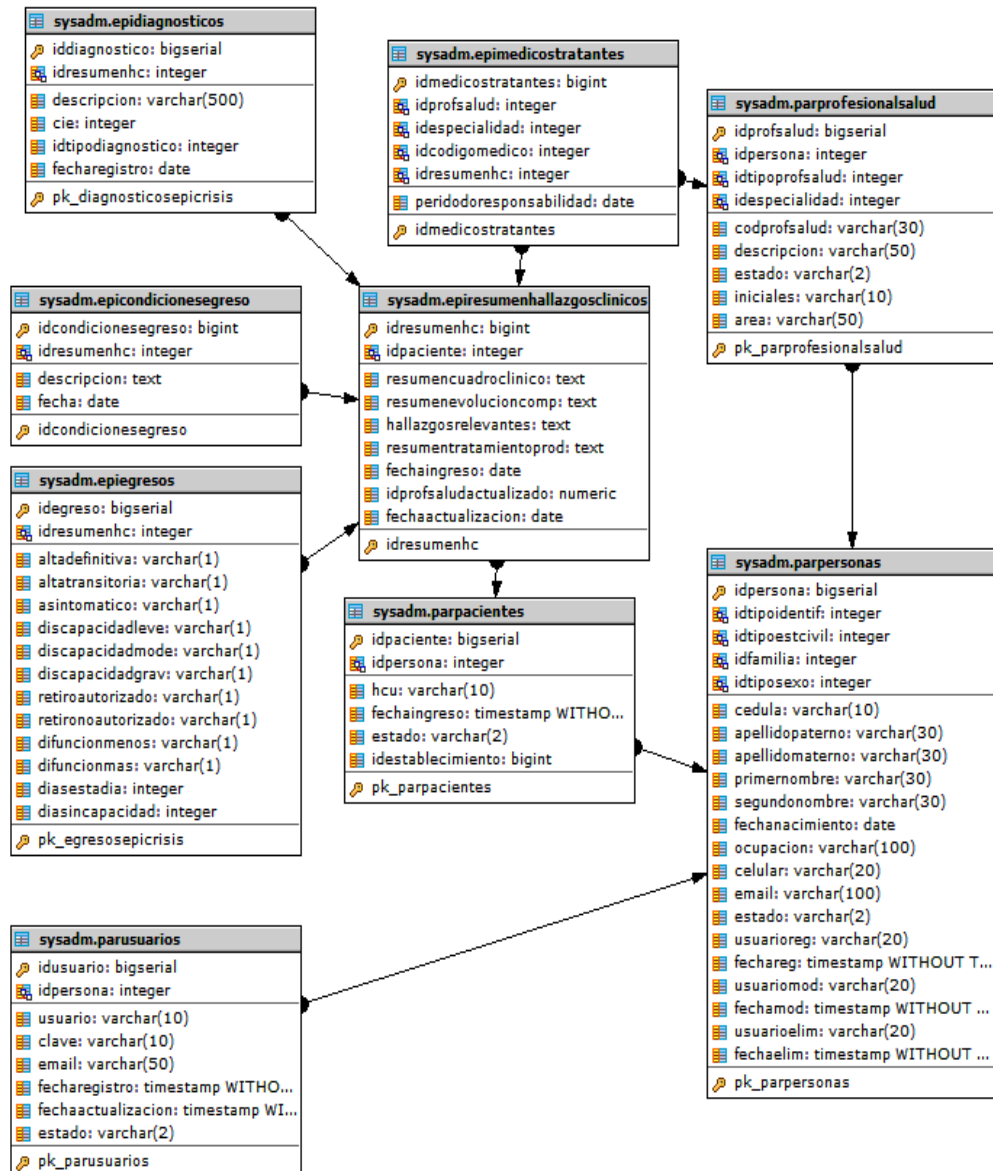 sysadm.epidiagnosticos
iddiagnostico: bigserial
idresumenhc: integer
descripcion: varchar(500)
cie: integer
idtipodiagnostico: integer
fecharegistro: date
pk_diagnosticosepicrisis
sysadm.epimedicostratantes
idmedicostratantes: bigint
idprofsalud: integer
idespecialidad: integer
idcodigomedico: integer
idresumenhc: integer
peridodoresponsabilidad: date
idmedicostratantes
sysadm.parprofesionalsalud
idprofsalud: bigserial
idpersona: integer
idtipoprofsalud: integer
idespecialidad: integer
codprofsalud: varchar(30)
descripcion: varchar(50)
estado: varchar(2)
iniciales: varchar(10)
area: varchar(50)
pk_parprofesionalsalud
sysadm.epicondicionesegreso
idcondicionesegreso: bigint
idresumenhc: integer
descripcion: text
fecha: date
idcondicionesegreso
sysadm.epiresumenhallazgosclinicos
idresumenhc: bigint
idpaciente: integer
resumencuadroclinico: text
resumenevolucioncomp: text
hallazgosrelevantes: text
resumentratamientoprod: text
fechaingreso: date
idprofsaludactualizado: numeric
fechaactualizacion: date
idresumenhc
sysadm.epiegresos
idegreso: bigserial
idresumenhc: integer
altadefinitiva: varchar(1)
altatransitoria: varchar(1)
asintomatico: varchar(1)
discapacidadleve: varchar(1)
discapacidadmode: varchar(1)
discapacidadgrav: varchar(1)
retiroautorizado: varchar(1)
retironoautorizado: varchar(1)
difuncionmenos: varchar(1)
difuncionmas: varchar(1)
diasestadia: integer
diasincapacidad: integer
pk_egresosepicrisis
sysadm.parpacientes
idpaciente: bigserial
idpersona: integer
hcu: varchar(10)
fechaingreso: timestamp WITHO...
estado: varchar(2)
idestablecimiento: bigint
pk_parpacientes
sysadm.parpersonas
idpersona: bigserial
idtipoidentif: integer
idtipoestcivil: integer
idfamilia: integer
idtiposexo: integer
cedula: varchar(10)
apellidopaterno: varchar(30)
apellidomaterno: varchar(30)
primernombre: varchar(30)
segundonombre: varchar(30)
fechanacimiento: date
ocupacion: varchar(100)
celular: varchar(20)
email: varchar(100)
estado: varchar(2)
usuarioreg: varchar(20)
fechareg: timestamp WITHOUT T...
usuariomod: varchar(20)
fechamod: timestamp WITHOUT ...
usuarioelim: varchar(20)
fechaelim: timestamp WITHOUT ...
pk_parpersonas
sysadm.parusuarios
idusuario: bigserial
idpersona: integer
usuario: varchar(10)
clave: varchar(10)
email: varchar(50)
fecharegistro: timestamp WITHO...
fechaactualizacion: timestamp WI...
estado: varchar(2)
pk_parusuarios